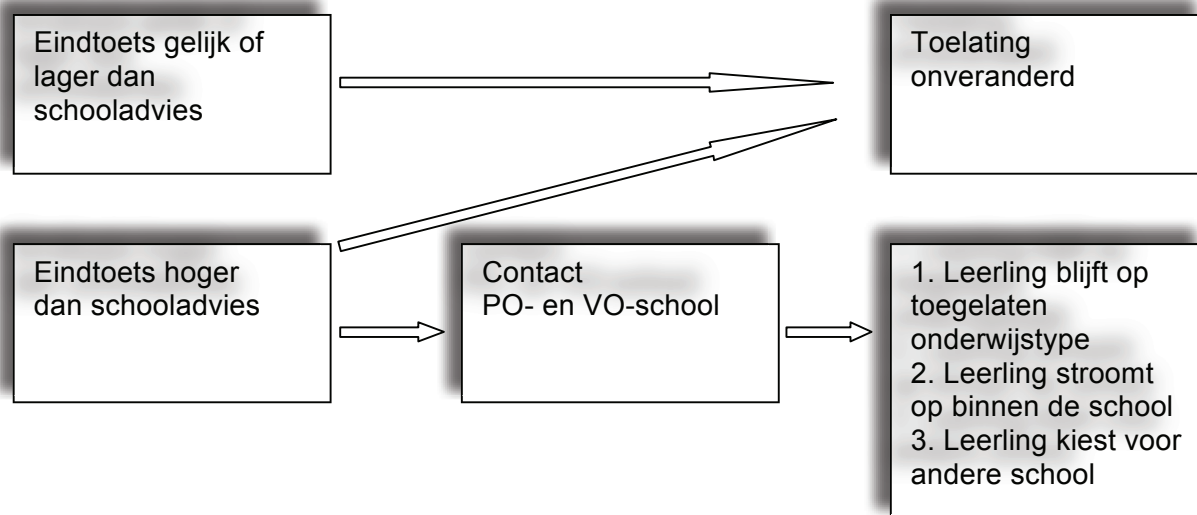 Eindtoets gelijk of
lager dan
schooladvies
Toelating
onveranderd
Eindtoets hoger
dan schooladvies
Contact
PO- en VO-school
1. Leerling blijft op
toegelaten
onderwijstype
2. Leerling stroomt
op binnen de school
3. Leerling kiest voor
andere school